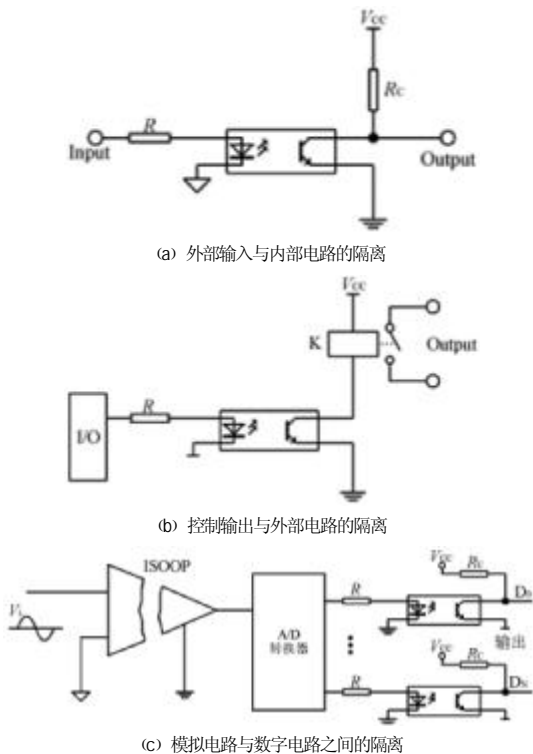 Vcc
Rc
R
Input
Output
(a) 外部输入与内部电路的隔离
Vcc
K
Output
R
I/O
(b) 控制输出与外部电路的隔离
ISOOP
Vcc
Rc
R
D₀
V₁
A/D
转换器
输出
Vcc
Rc
R
(c) 模拟电路与数字电路之间的隔离